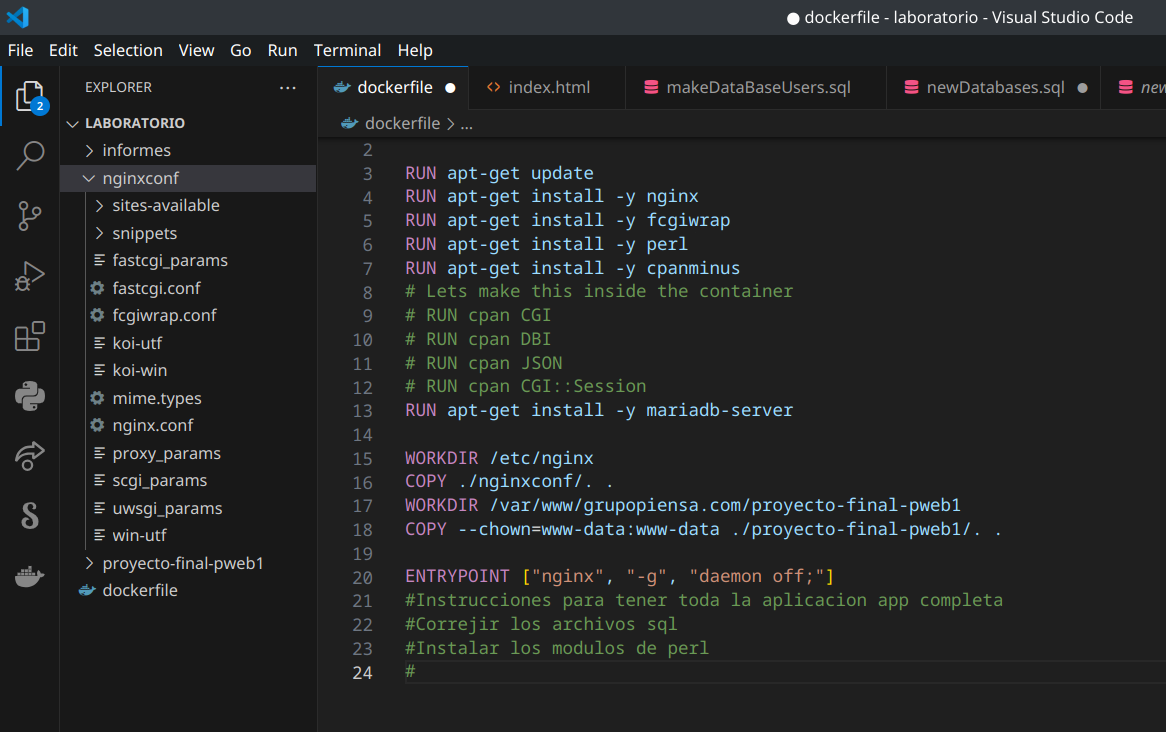 dockerfile - laboratorio - Visual Studio Code
File Edit Selection View Go Run Terminal Help
EXPLORER ...
dockerfile index.html makeDataBaseUsers.sql newDatabases.sql new
2
LABORATORIO
informes
nginxconf
sites-available
snippets
fastcgi_params
fastcgi.conf
fcgiwrap.conf
koi-utf
koi-win
mime.types
nginx.conf
proxy_params
scgi_params
uwsgi_params
win-utf
proyecto-final-pweb1
dockerfile
dockerfile > ...
2
3 RUN apt-get update
4 RUN apt-get install -y nginx
5 RUN apt-get install -y fcgiwrap
6 RUN apt-get install -y perl
7 RUN apt-get install -y cpanminus
8 # Lets make this inside the container
9 # RUN cpan CGI
10 # RUN cpan DBI
11 # RUN cpan JSON
12 # RUN cpan CGI::Session
13 RUN apt-get install -y mariadb-server
14
15 WORKDIR /etc/nginx
16 COPY ./nginxconf/. .
17 WORKDIR /var/www/grupopiensa.com/proyecto-final-pweb1
18 COPY --chown=www-data:www-data ./proyecto-final-pweb1/. .
19
20 ENTRYPOINT ["nginx", "-g", "daemon off;"]
21 #Instrucciones para tener toda la aplicacion app completa
22 #Correjir los archivos sql
23 #Instalar los modulos de perl
24 #